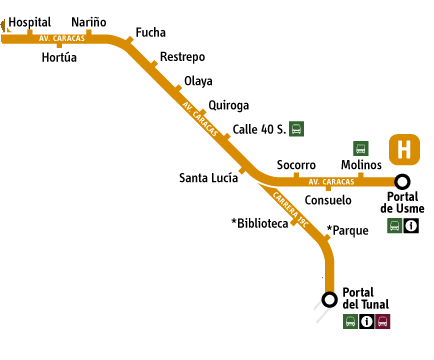 Hospital
Nariño
AV. CARACAS
Hortúa
Fucha
Restrepo
Olaya
Quiroga
AV. CARACAS
Calle 40 S.
Santa Lucía
Socorro
Molinos
H
AV. CARACAS
Consuelo
Portal
de Usme
i
CARRERA 19C
*Biblioteca
*Parque
Portal
del Tunal
i